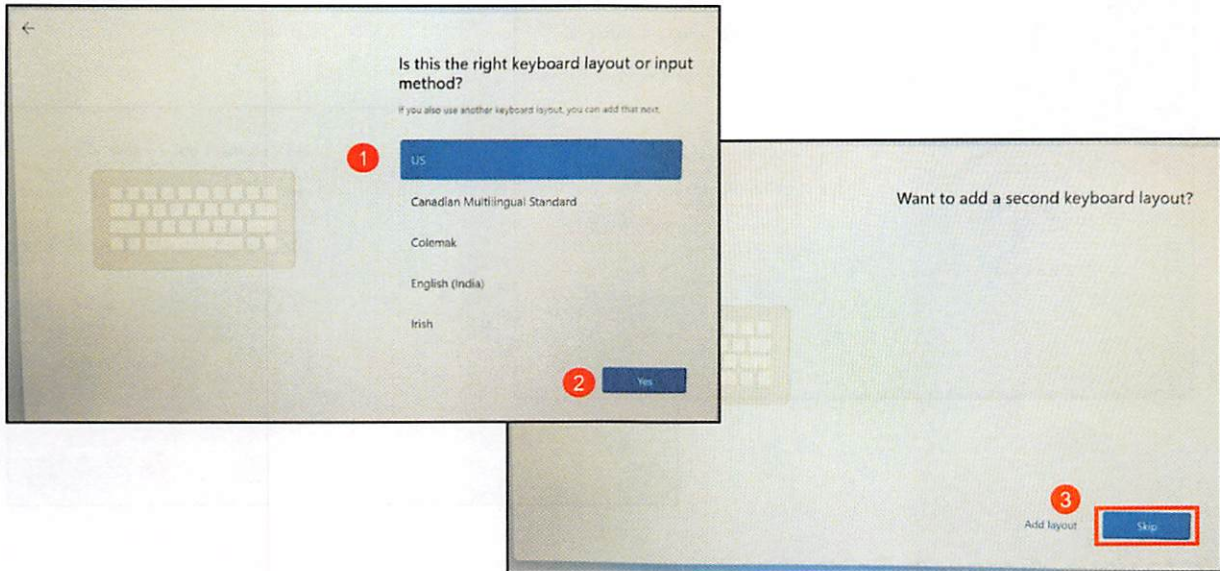 Is this the right keyboard layout or input
method?
If you also use another keyboard layout, you can add that next.
1
US
Canadian Multilingual Standard
Colemak
English (India)
Irish
2
Yes
Want to add a second keyboard layout?
3
Add layout
Skip